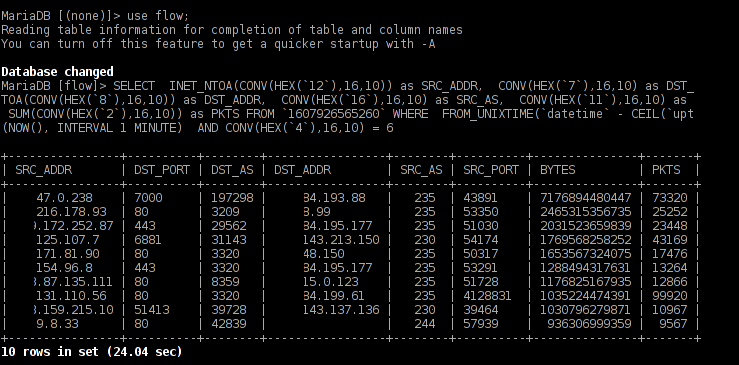 MariaDB [(none)]> use flow;
Reading table information for completion of table and column names
You can turn off this feature to get a quicker startup with -A
Database changed
MariaDB [flow]> SELECT  INET_NTOA(CONV(HEX(`12`),16,10)) as SRC_ADDR,  CONV(HEX(`7`),16,10) as DST_
TOA(CONV(HEX(`8`),16,10)) as DST_ADDR,  CONV(HEX(`16`),16,10) as SRC_AS,  CONV(HEX(`11`),16,10) as
SUM(CONV(HEX(`2`),16,10)) as PKTS FROM `1607926565260` WHERE  FROM_UNIXTIME(`datetime` - CEIL(`upt
(NOW(), INTERVAL 1 MINUTE)  AND CONV(HEX(`4`),16,10) = 6
+-----------------+----------+--------+-----------------+--------+----------+---------------+-------+
| SRC_ADDR | DST_PORT | DST_AS | DST_ADDR | SRC_AS | SRC_PORT | BYTES | PKTS |
+-----------------+----------+--------+-----------------+--------+----------+---------------+-------+
| 47.0.238 | 7000 | 197298 | 84.193.88 | 235 | 43891 | 7176894480447 | 73320 |
| 216.178.93 | 80 | 3209 | 8.99 | 235 | 53350 | 2465315356735 | 25252 |
| .172.252.87 | 443 | 29562 | 84.195.177 | 235 | 51030 | 2031523659839 | 23448 |
| 125.107.7 | 6881 | 31143 | 143.213.150 | 230 | 54174 | 1769568258252 | 43169 |
| 171.81.90 | 80 | 3320 | 48.150 | 235 | 50317 | 1653567324075 | 17476 |
| 154.96.8 | 443 | 3320 | 84.195.177 | 235 | 53291 | 1288494317631 | 13264 |
| .87.135.111 | 80 | 8359 | 15.0.123 | 235 | 51728 | 1176825167935 | 12866 |
| 131.110.56 | 80 | 3320 | 84.199.61 | 235 | 4128831 | 1035224474391 | 99920 |
| .159.215.10 | 51413 | 39728 | 143.137.136 | 230 | 39464 | 1030796279871 | 10967 |
| 9.8.33 | 80 | 42839 | | 244 | 57939 | 936306999359 | 9567 |
+-----------------+----------+--------+-----------------+--------+----------+---------------+-------+
10 rows in set (24.04 sec)